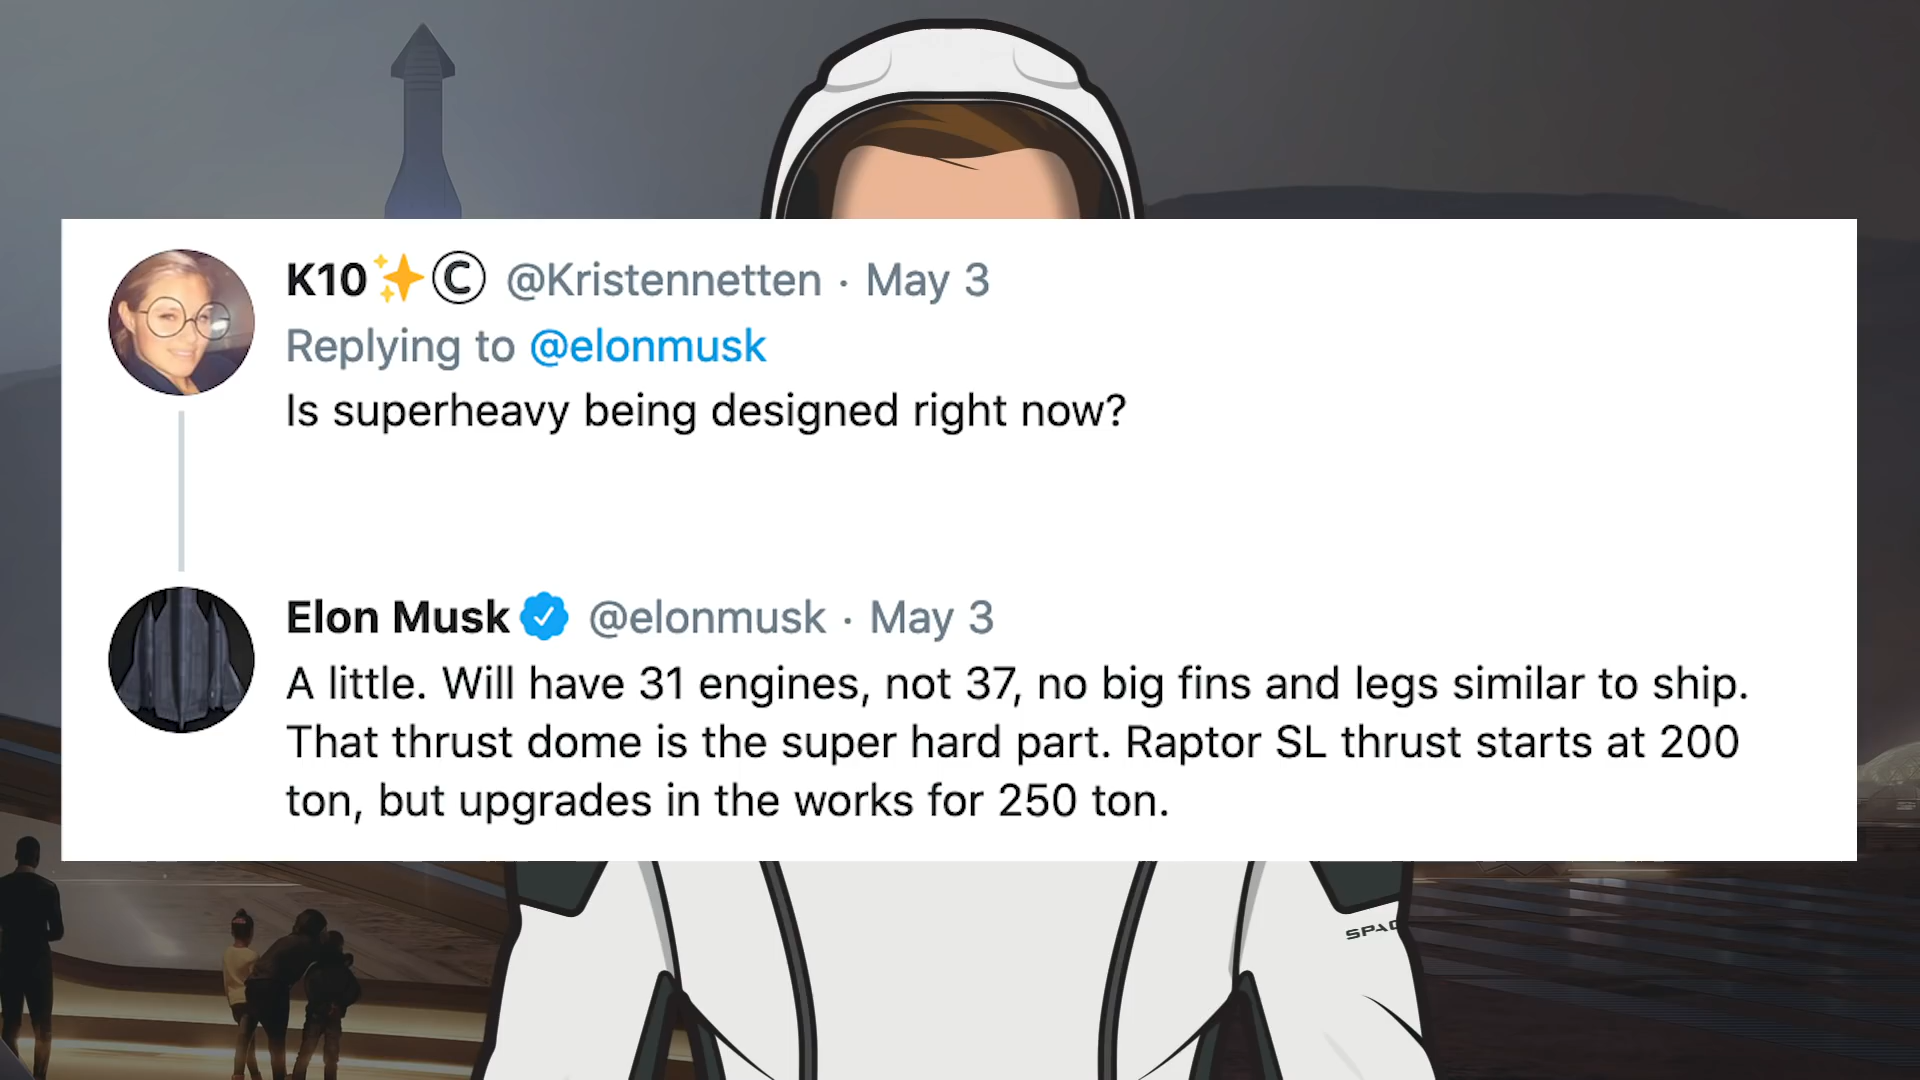 K10✨Ⓒ @Kristennetten · May 3
Replying to @elonmusk
Is superheavy being designed right now?
Elon Musk @elonmusk · May 3
A little. Will have 31 engines, not 37, no big fins and legs similar to ship.
That thrust dome is the super hard part. Raptor SL thrust starts at 200
ton, but upgrades in the works for 250 ton.
SPAC